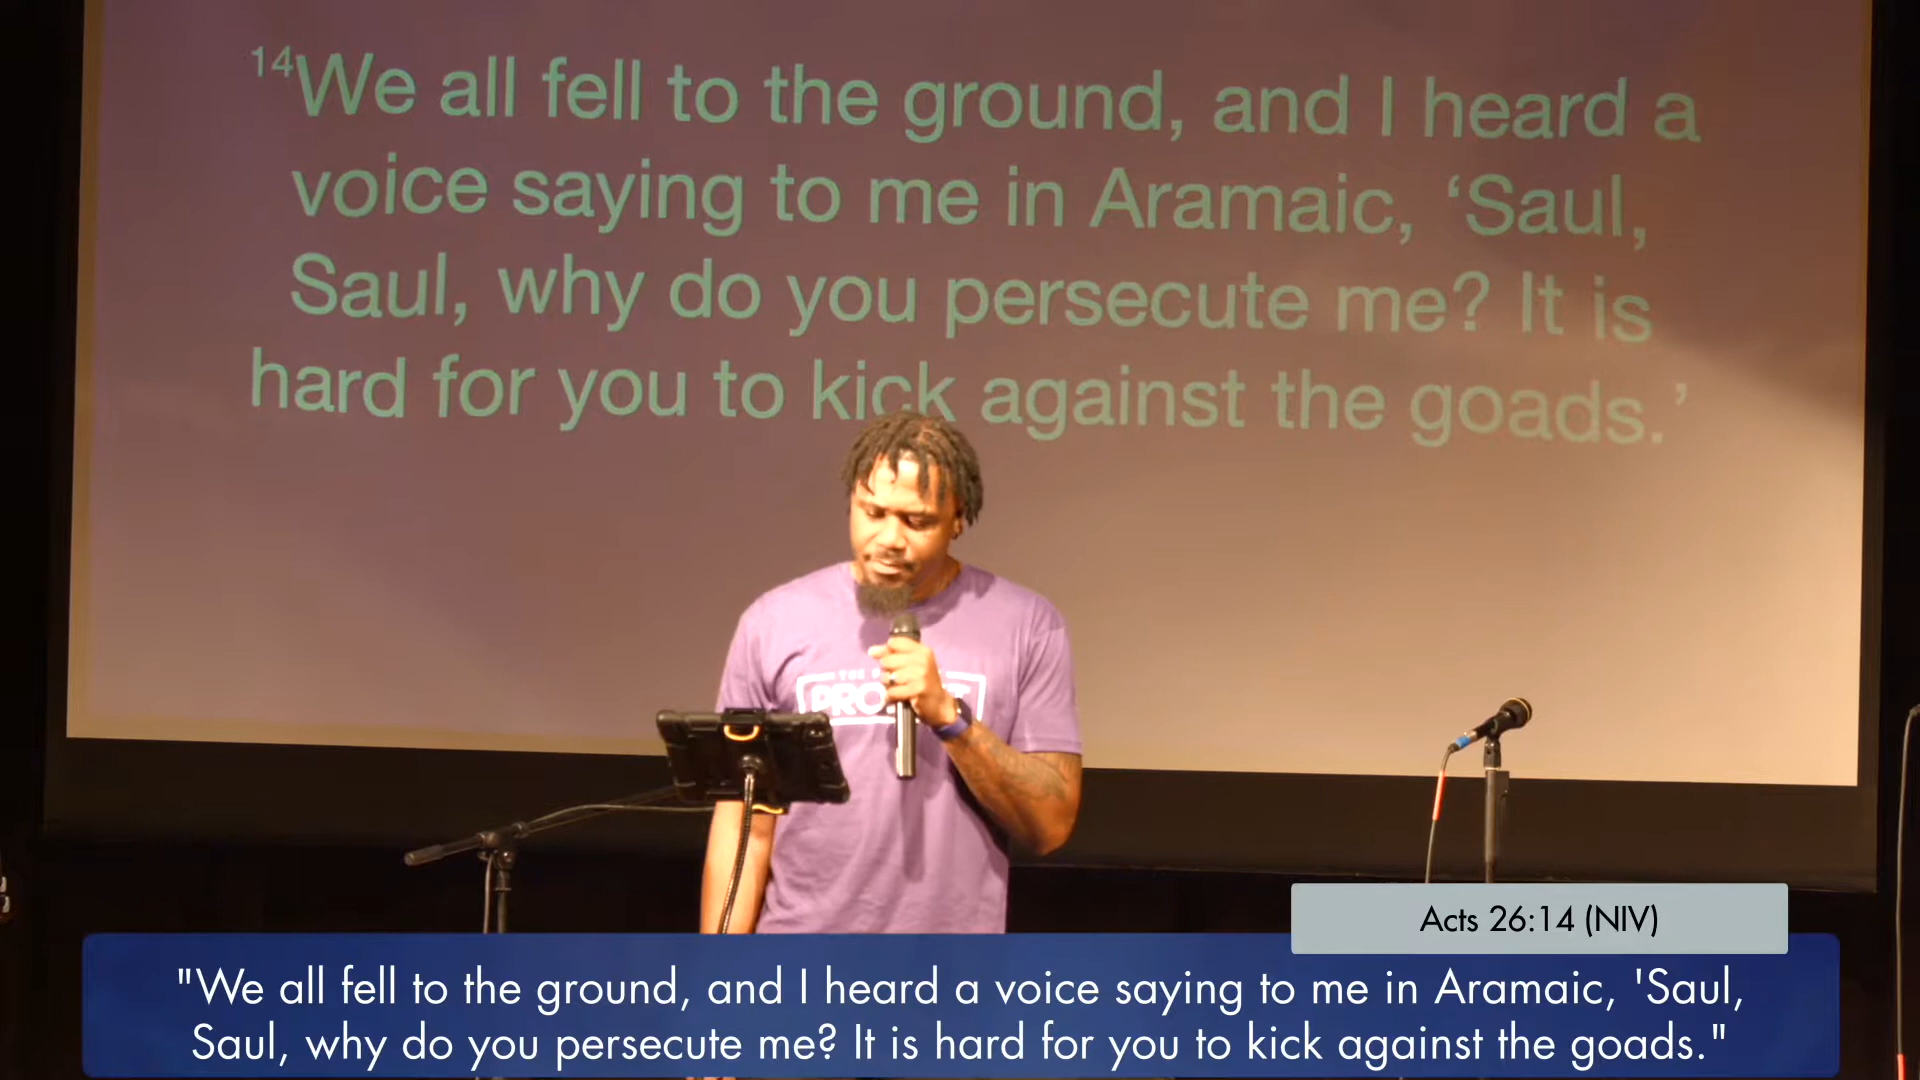 14We all fell to the ground, and I heard a
voice saying to me in Aramaic, ‘Saul,
Saul, why do you persecute me? It is
hard for you to kick against the goads.’
THE
Acts 26:14 (NIV)
"We all fell to the ground, and I heard a voice saying to me in Aramaic, 'Saul,
Saul, why do you persecute me? It is hard for you to kick against the goads."